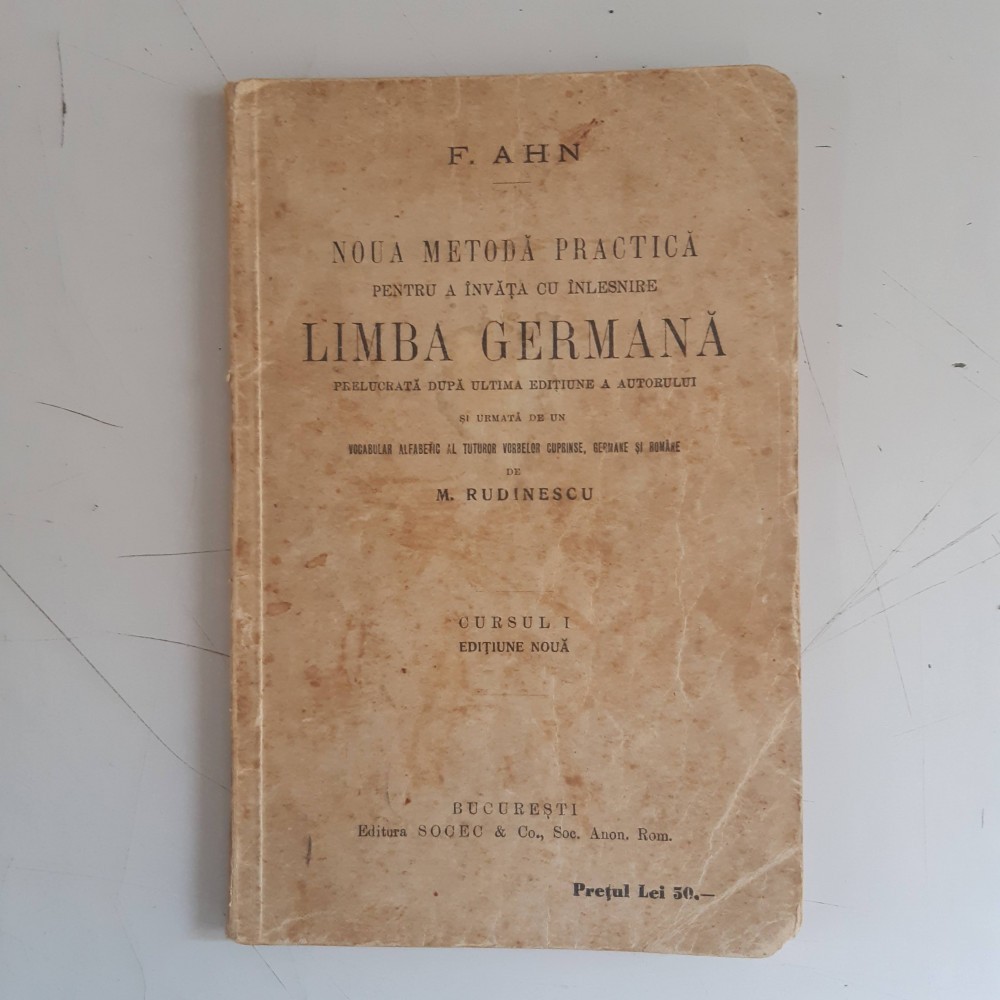 F. AHN
NOUA METODĂ PRACTICĂ
PENTRU A ÎNVĂȚA CU ÎNLESNIRE
LIMBA GERMANĂ
PRELUCRATĂ DUPĂ ULTIMA EDIȚIUNE A AUTORULUI
ȘI URMATĂ DE UN
VOCABULAR ALFABETIC AL TUTUROR VORBELOR CUPRINSE, GERMANE ȘI ROMÂNE
DE
M. RUDINESCU
CURSUL I
EDIȚIUNE NOUĂ
BUCUREȘTI
Editura SOCEC & Co., Soc. Anon. Rom.
Prețul Lei 50.—